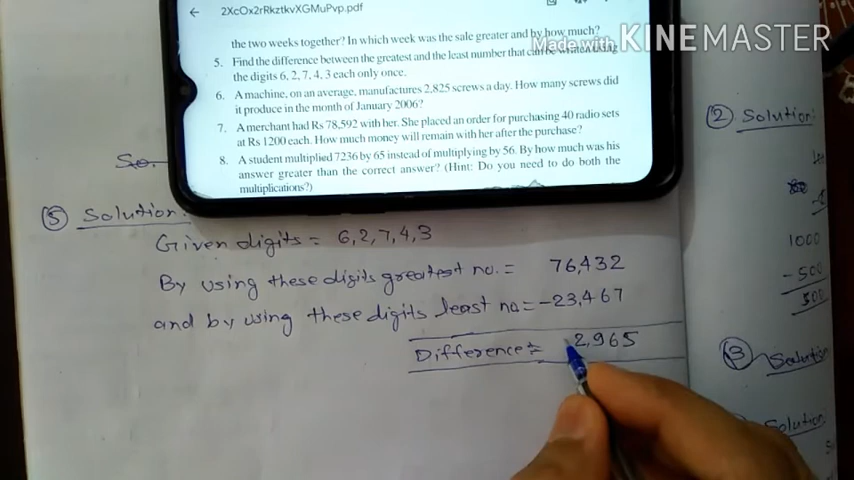 2XcOx2rRkztkvXGMuPvp.pdf
the two weeks together? In which week was the sale greater and by how much?
Made with KINEMASTER
5. Find the difference between the greatest and the least number that can be written using
the digits 6, 2, 7, 4, 3 each only once.
6. A machine, on an average, manufactures 2,825 screws a day. How many screws did
it produce in the month of January 2006?
7. A merchant had Rs 78,592 with her. She placed an order for purchasing 40 radio sets
at Rs 1200 each. How much money will remain with her after the purchase?
8. A student multiplied 7236 by 65 instead of multiplying by 56. By how much was his
answer greater than the correct answer? (Hint: Do you need to do both the
multiplications?)
So.
5 Solution:
Given digits = 6,2,7,4,3
By using these digits greatest no. = 76,432
and by using these digits least no = -23,467
Difference = 2,965
2 Solution:
1000
- 500
500
3 Solution
Solution